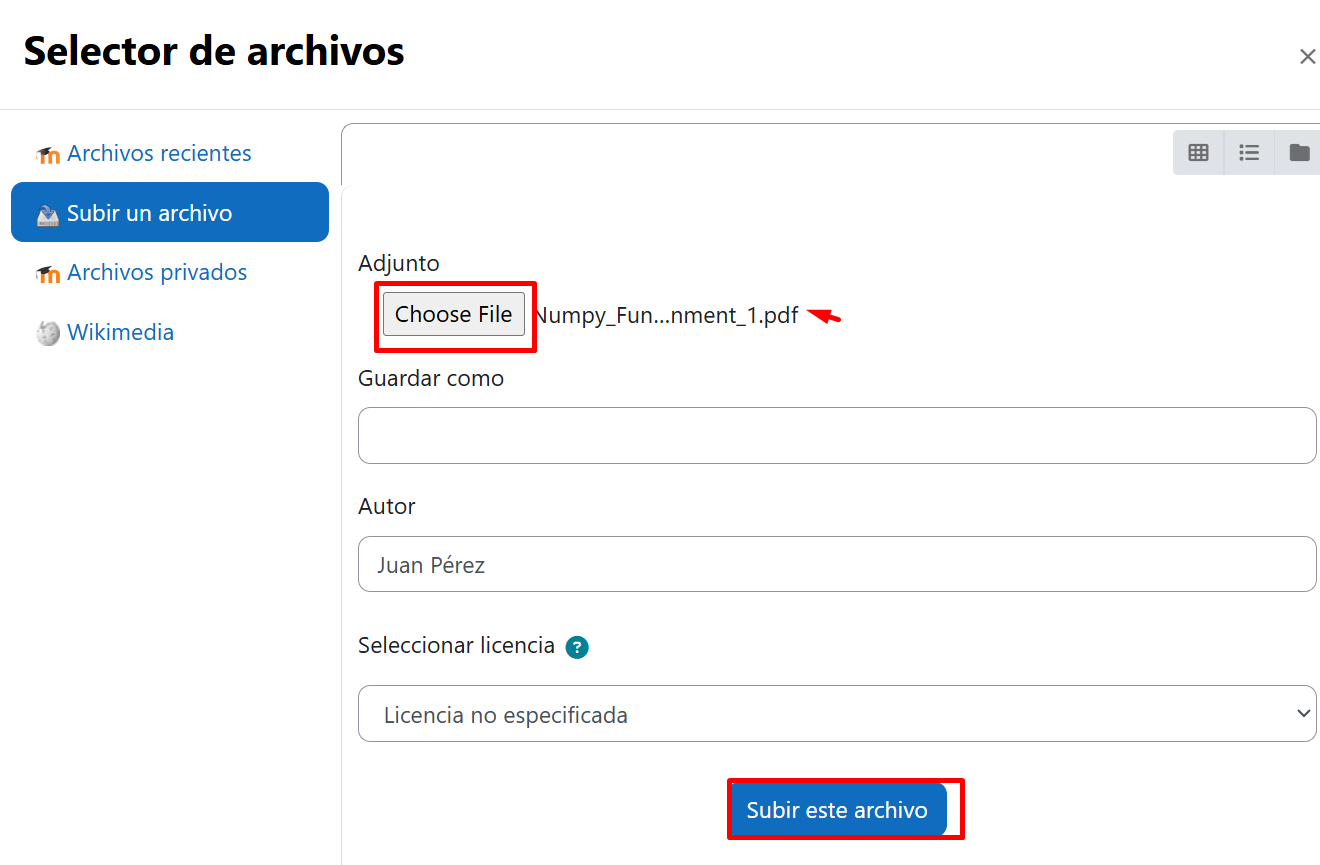 Selector de archivos
Archivos recientes
Subir un archivo
Archivos privados
Wikimedia
Adjunto
Choose File Numpy_Fun...nment_1.pdf
Guardar como
Autor
Juan Pérez
Seleccionar licencia ?
Licencia no especificada
Subir este archivo